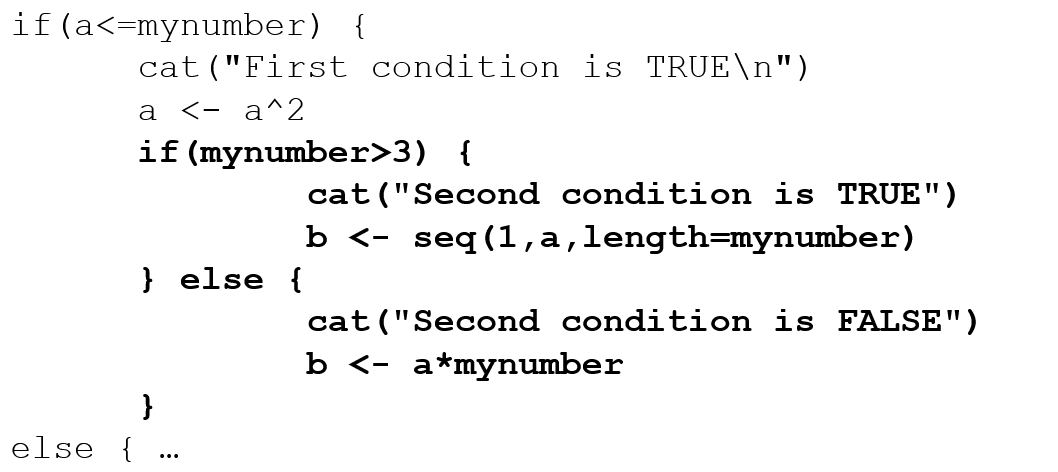 if(a<=mynumber) {
cat("First condition is TRUE\n")
a <- a^2
if(mynumber>3) {
cat("Second condition is TRUE")
b <- seq(1,a,length=mynumber)
} else {
cat("Second condition is FALSE")
b <- a*mynumber
}
else { …